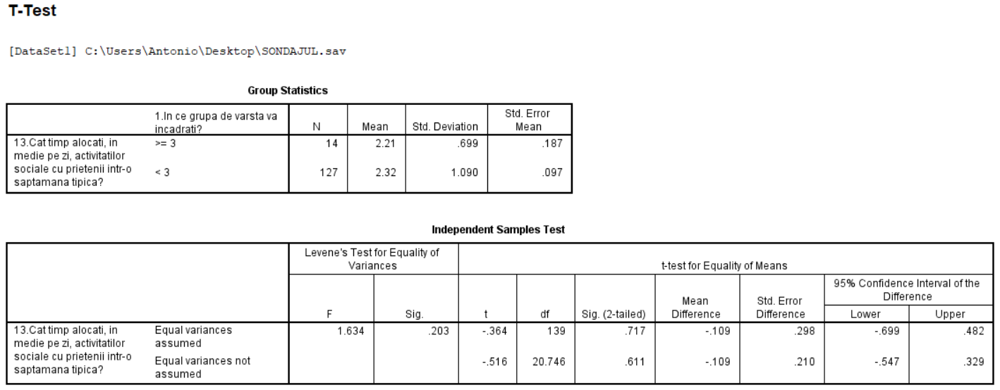 T-Test
[DataSet1] C:\Users\Antonio\Desktop\SONDAJUL.sav
Group Statistics
1.In ce grupa de varsta va incadrati? N Mean Std. Deviation Std. Error Mean
13.Cat timp alocati, in medie pe zi, activitatilor sociale cu prietenii intr-o saptamana tipica? >= 3 14 2.21 .699 .187
< 3 127 2.32 1.090 .097
Independent Samples Test
Levene's Test for Equality of Variances t-test for Equality of Means
95% Confidence Interval of the Difference
F Sig. t df Sig. (2-tailed) Mean Difference Std. Error Difference Lower Upper
13.Cat timp alocati, in medie pe zi, activitatilor sociale cu prietenii intr-o saptamana tipica? Equal variances assumed 1.634 .203 -.364 139 .717 -.109 .298 -.699 .482
Equal variances not assumed -.516 20.746 .611 -.109 .210 -.547 .329